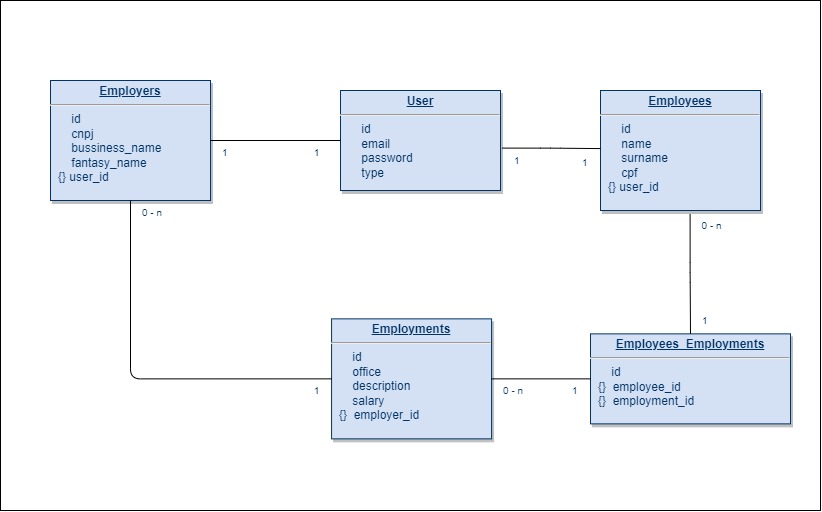 Employers
id
cnpj
bussiness_name
fantasy_name
{} user_id
User
id
email
password
type
Employees
id
name
surname
cpf
{} user_id
1
1
1
1
0 - n
0 - n
Employments
id
office
description
salary
{} employer_id
Employees_Employments
id
{} employee_id
{} employment_id
1
1
0 - n
1